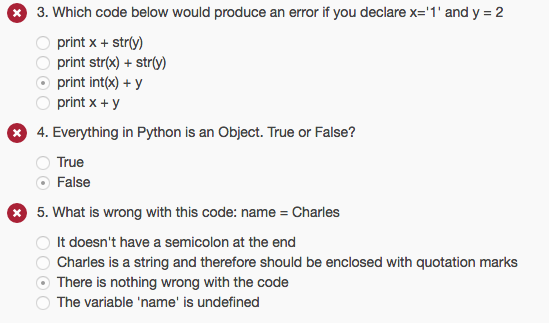 3. Which code below would produce an error if you declare x='1' and y = 2
print x + str(y)
print str(x) + str(y)
print int(x) + y
print x + y
4. Everything in Python is an Object. True or False?
True
False
5. What is wrong with this code: name = Charles
It doesn't have a semicolon at the end
Charles is a string and therefore should be enclosed with quotation marks
There is nothing wrong with the code
The variable 'name' is undefined